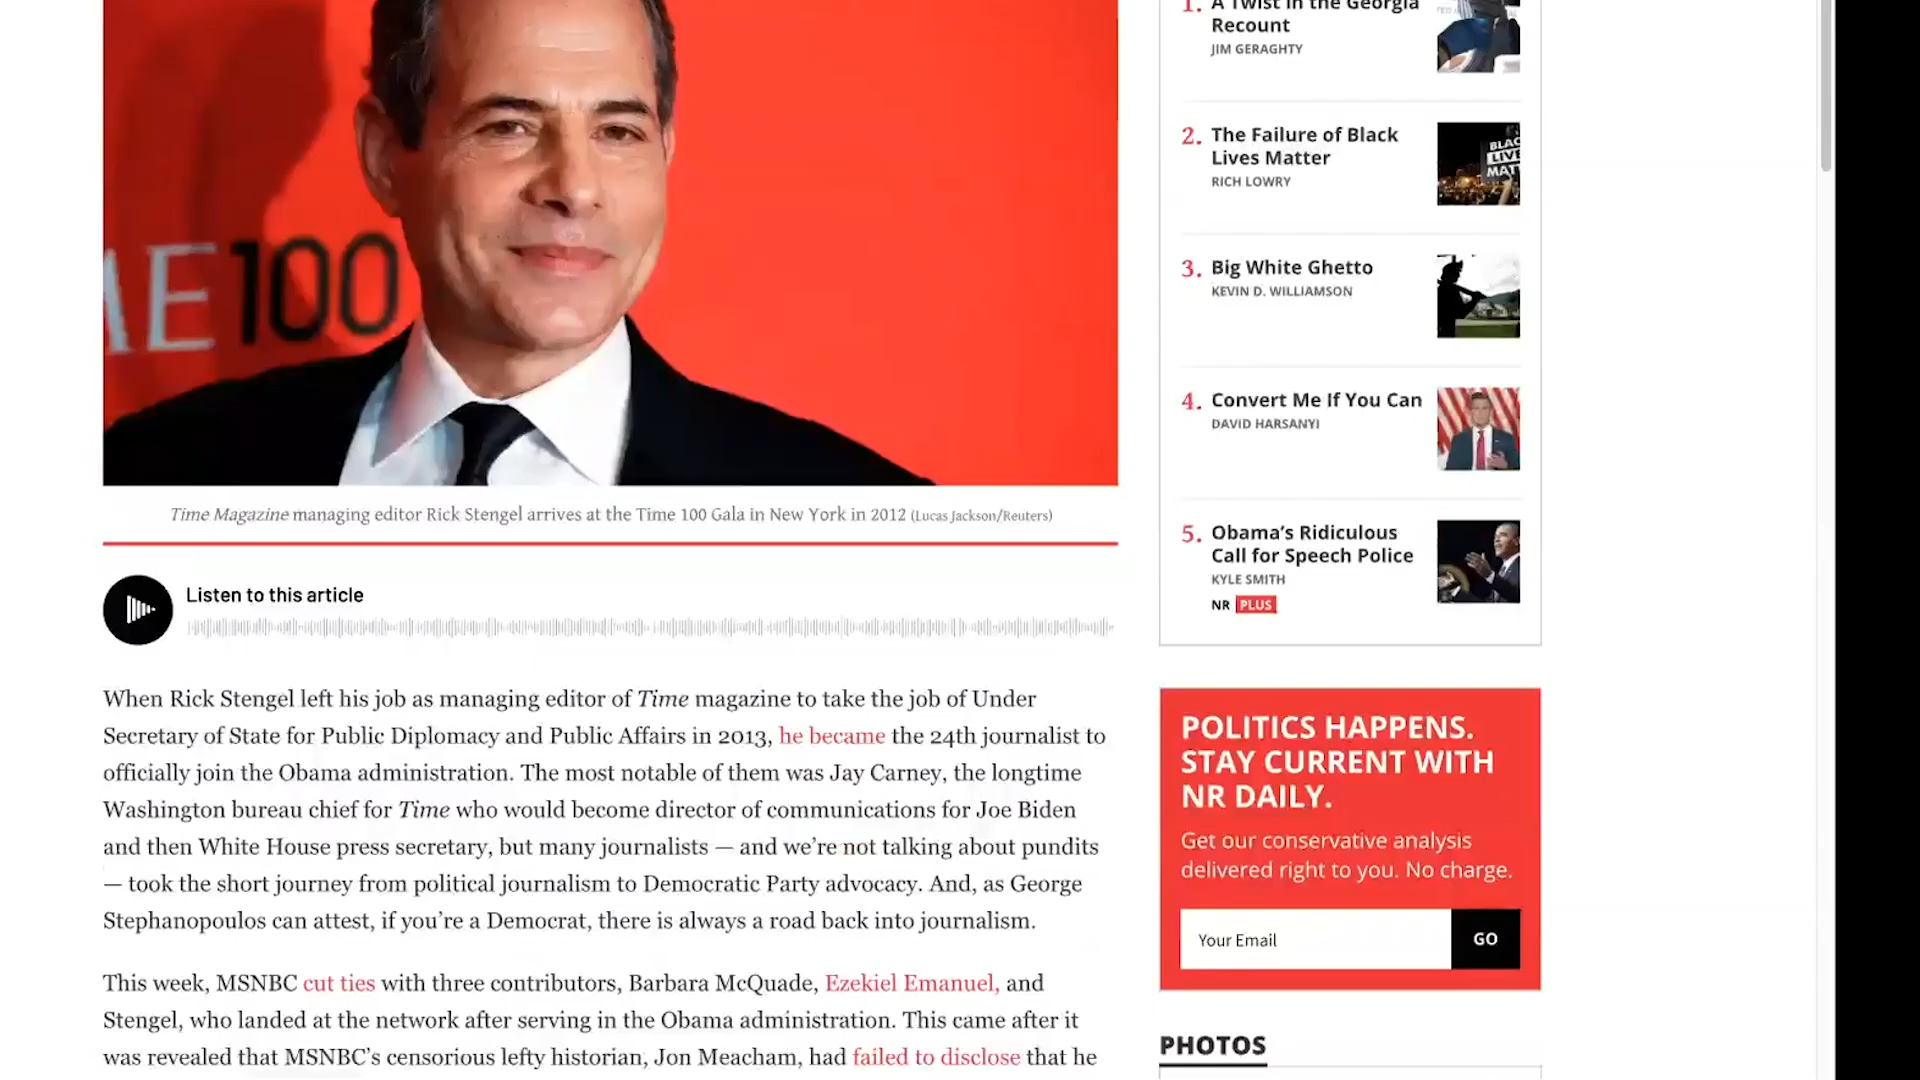 ME 100
Time Magazine managing editor Rick Stengel arrives at the Time 100 Gala in New York in 2012 (Lucas Jackson/Reuters)
Listen to this article
When Rick Stengel left his job as managing editor of Time magazine to take the job of Under
Secretary of State for Public Diplomacy and Public Affairs in 2013, he became the 24th journalist to
officially join the Obama administration. The most notable of them was Jay Carney, the longtime
Washington bureau chief for Time who would become director of communications for Joe Biden
and then White House press secretary, but many journalists — and we’re not talking about pundits
— took the short journey from political journalism to Democratic Party advocacy. And, as George
Stephanopoulos can attest, if you’re a Democrat, there is always a road back into journalism.
This week, MSNBC cut ties with three contributors, Barbara McQuade, Ezekiel Emanuel, and
Stengel, who landed at the network after serving in the Obama administration. This came after it
was revealed that MSNBC’s censorious lefty historian, Jon Meacham, had failed to disclose that he
1. A Twist in the Georgia
Recount
JIM GERAGHTY
2. The Failure of Black
Lives Matter
RICH LOWRY
BLAC
LIVE
MAT
3. Big White Ghetto
KEVIN D. WILLIAMSON
4. Convert Me If You Can
DAVID HARSANYI
5. Obama’s Ridiculous
Call for Speech Police
KYLE SMITH
NR PLUS
POLITICS HAPPENS.
STAY CURRENT WITH
NR DAILY.
Get our conservative analysis
delivered right to you. No charge.
Your Email
GO
PHOTOS